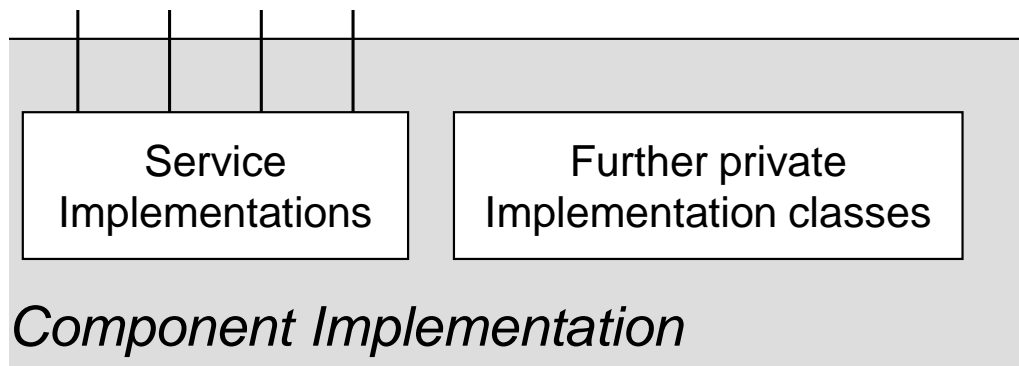 Service
Implementations
Further private
Implementation classes
Component Implementation